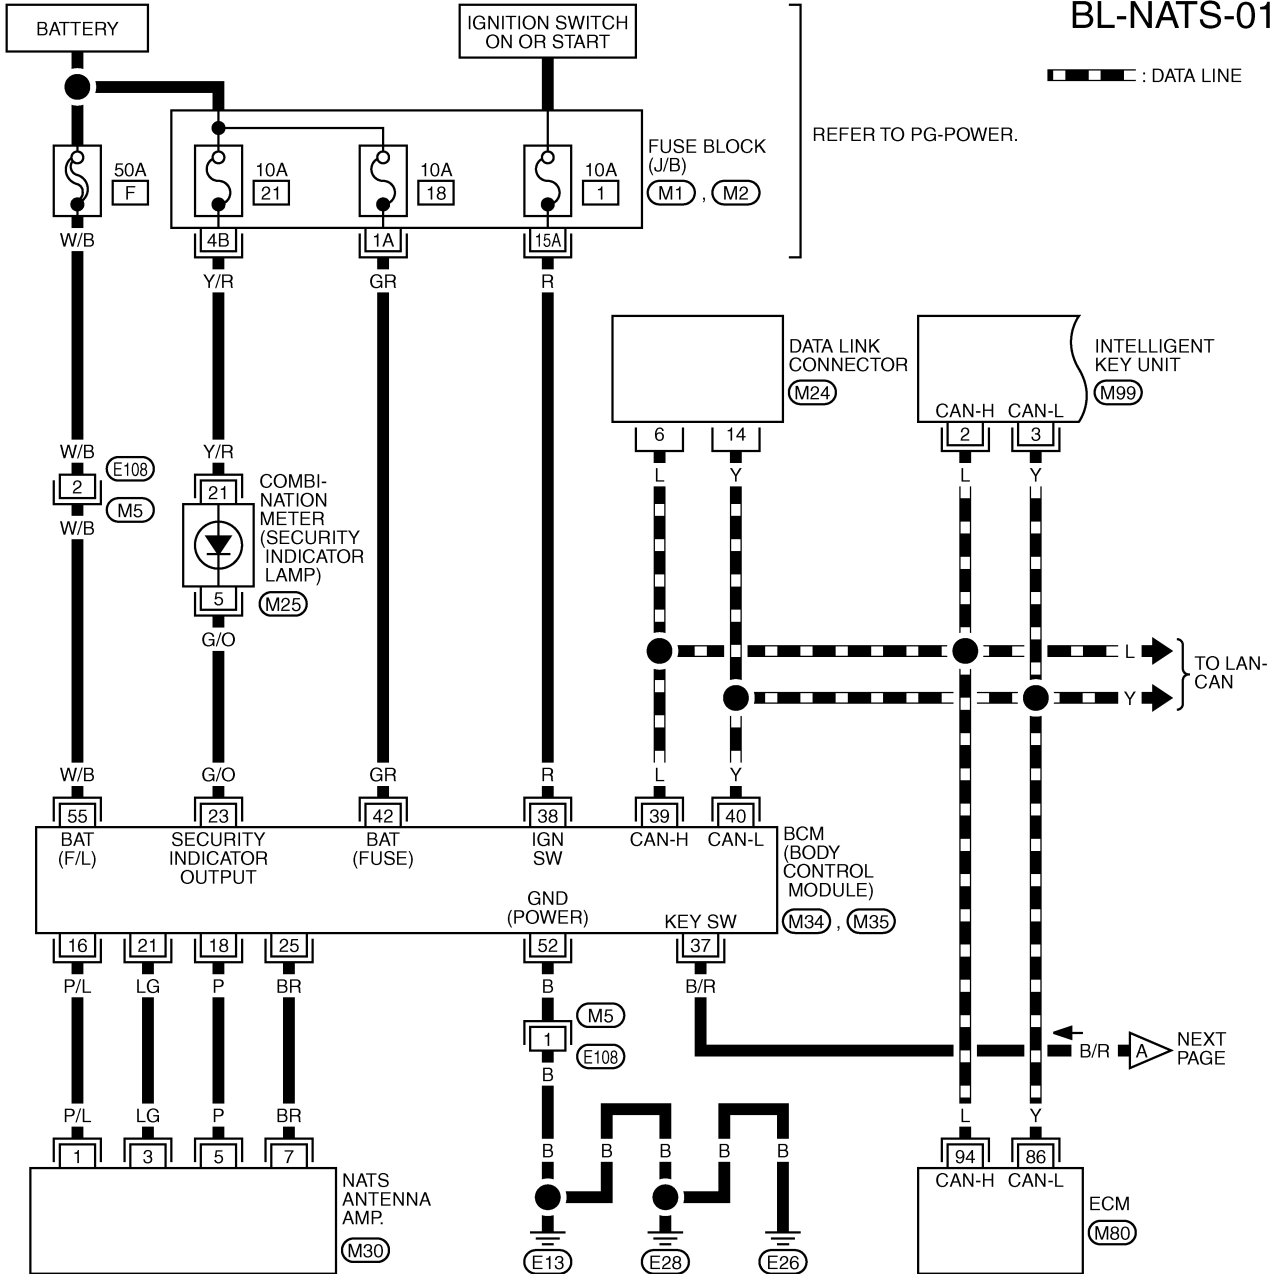 BL-NATS-01
BATTERY
IGNITION SWITCH
ON OR START
: DATA LINE
REFER TO PG-POWER.
50A
F
10A
21
10A
18
10A
1
FUSE BLOCK
(J/B)
M1 , M2
4B
1A
15A
W/B
Y/R
GR
R
DATA LINK
CONNECTOR
M24
INTELLIGENT
KEY UNIT
M99
CAN-H
CAN-L
6
14
2
3
L
Y
L
Y
W/B
Y/R
2
E108
M5
W/B
21
COMBI-
NATION
METER
(SECURITY
INDICATOR
LAMP)
M25
5
G/O
L
Y
TO LAN-
CAN
W/B
G/O
GR
R
L
Y
55
23
42
38
39
40
BAT
(F/L)
SECURITY
INDICATOR
OUTPUT
BAT
(FUSE)
IGN
SW
CAN-H
CAN-L
BCM
(BODY
CONTROL
MODULE)
M34 , M35
GND
(POWER)
KEY SW
16
21
18
25
52
37
P/L
LG
P
BR
B
B/R
1
M5
E108
B
B/R
A
NEXT
PAGE
P/L
LG
P
BR
L
Y
B
B
B
B
B
1
3
5
7
94
86
CAN-H
CAN-L
NATS
ANTENNA
AMP.
M30
E13
E28
E26
ECM
M80